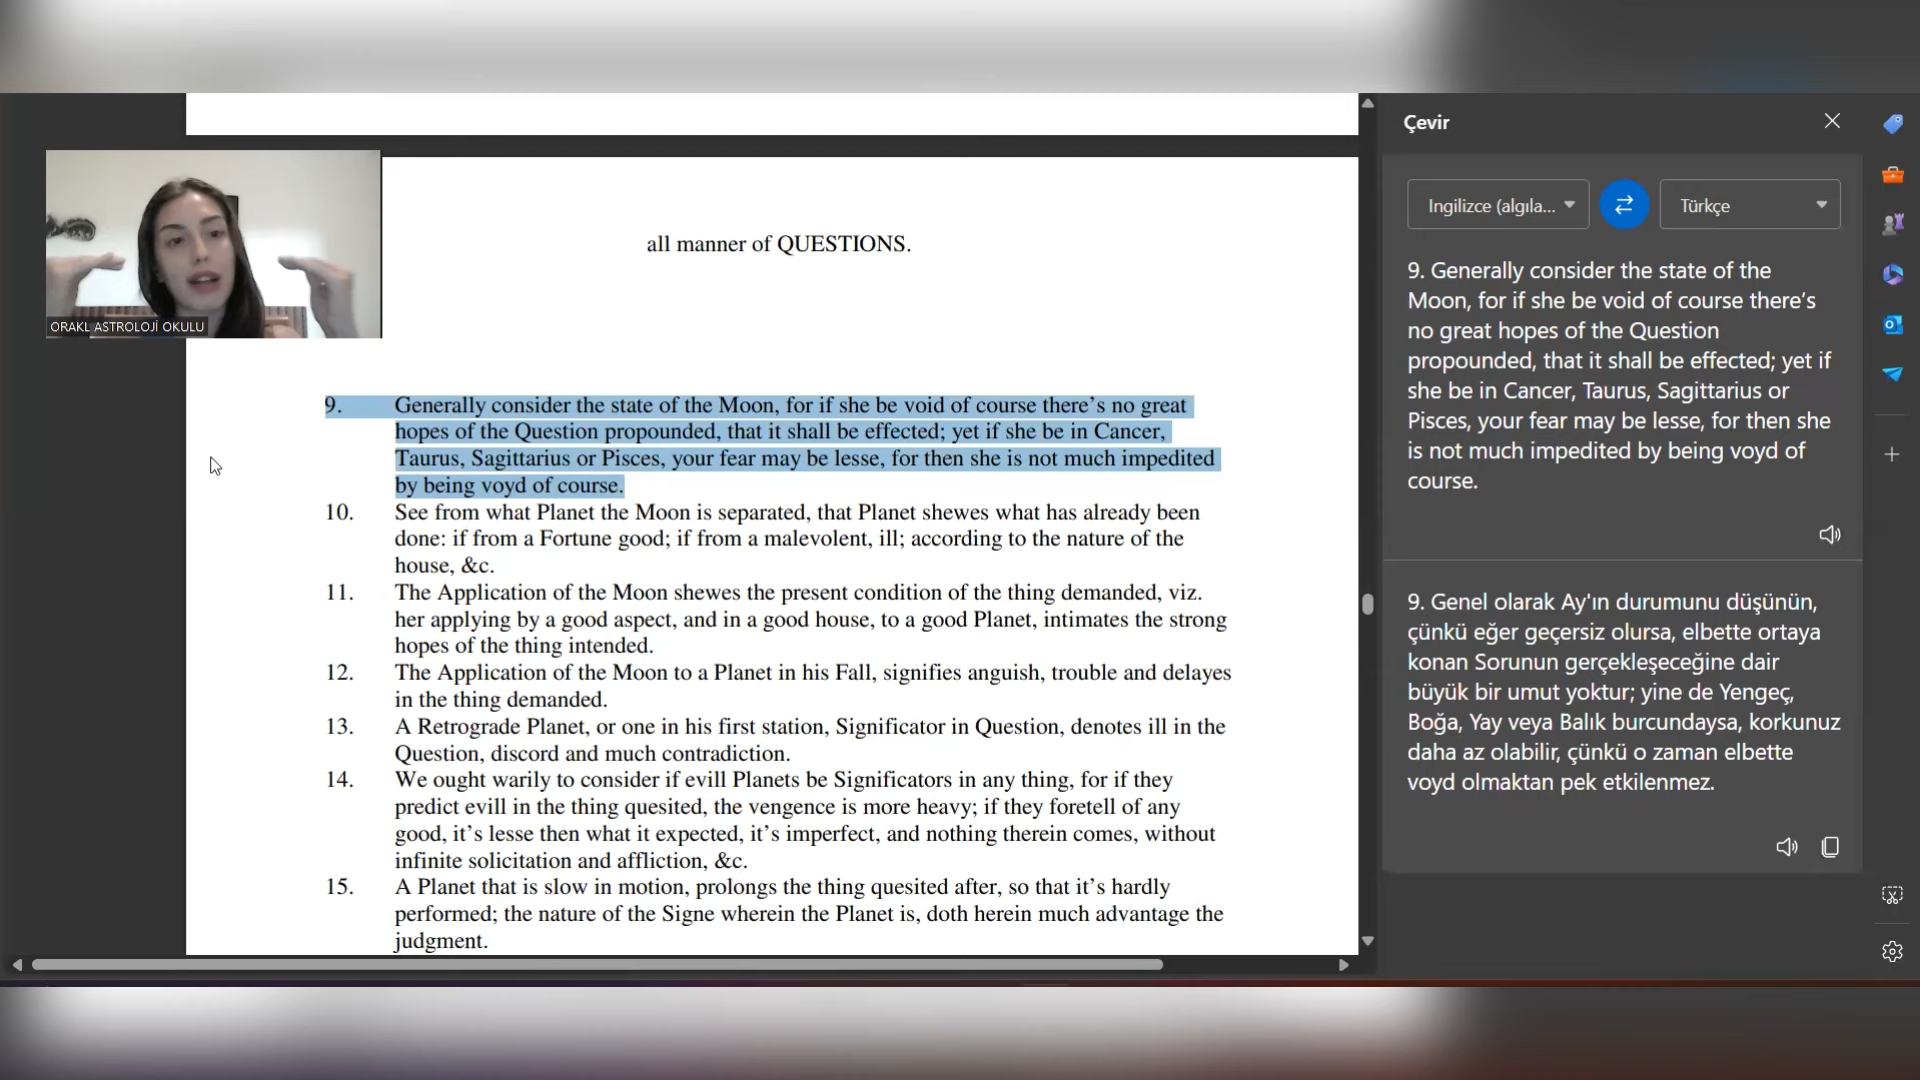 all manner of QUESTIONS.
ORAKL ASTROLOJİ OKULU
9. Generally consider the state of the Moon, for if she be void of course there's no great
hopes of the Question propounded, that it shall be effected; yet if she be in Cancer,
Taurus, Sagittarius or Pisces, your fear may be lesse, for then she is not much impedited
by being voyd of course.
10. See from what Planet the Moon is separated, that Planet shewes what has already been
done: if from a Fortune good; if from a malevolent, ill; according to the nature of the
house, &c.
11. The Application of the Moon shewes the present condition of the thing demanded, viz.
her applying by a good aspect, and in a good house, to a good Planet, intimates the strong
hopes of the thing intended.
12. The Application of the Moon to a Planet in his Fall, signifies anguish, trouble and delayes
in the thing demanded.
13. A Retrograde Planet, or one in his first station, Significator in Question, denotes ill in the
Question, discord and much contradiction.
14. We ought warily to consider if evill Planets be Significators in any thing, for if they
predict evill in the thing quesited, the vengence is more heavy; if they foretell of any
good, it's lesse then what it expected, it's imperfect, and nothing therein comes, without
infinite solicitation and affliction, &c.
15. A Planet that is slow in motion, prolongs the thing quesited after, so that it's hardly
performed; the nature of the Signe wherein the Planet is, doth herein much advantage the
judgment.
Çevir
Ingilizce (algıla...
Türkçe
9. Generally consider the state of the
Moon, for if she be void of course there's
no great hopes of the Question
propounded, that it shall be effected; yet if
she be in Cancer, Taurus, Sagittarius or
Pisces, your fear may be lesse, for then she
is not much impedited by being voyd of
course.
9. Genel olarak Ay'ın durumunu düşünün,
çünkü eğer geçersiz olursa, elbette ortaya
konan Sorunun gerçekleşeceğine dair
büyük bir umut yoktur; yine de Yengeç,
Boğa, Yay veya Balık burcundaysa, korkunuz
daha az olabilir, çünkü o zaman elbette
voyd olmaktan pek etkilenmez.